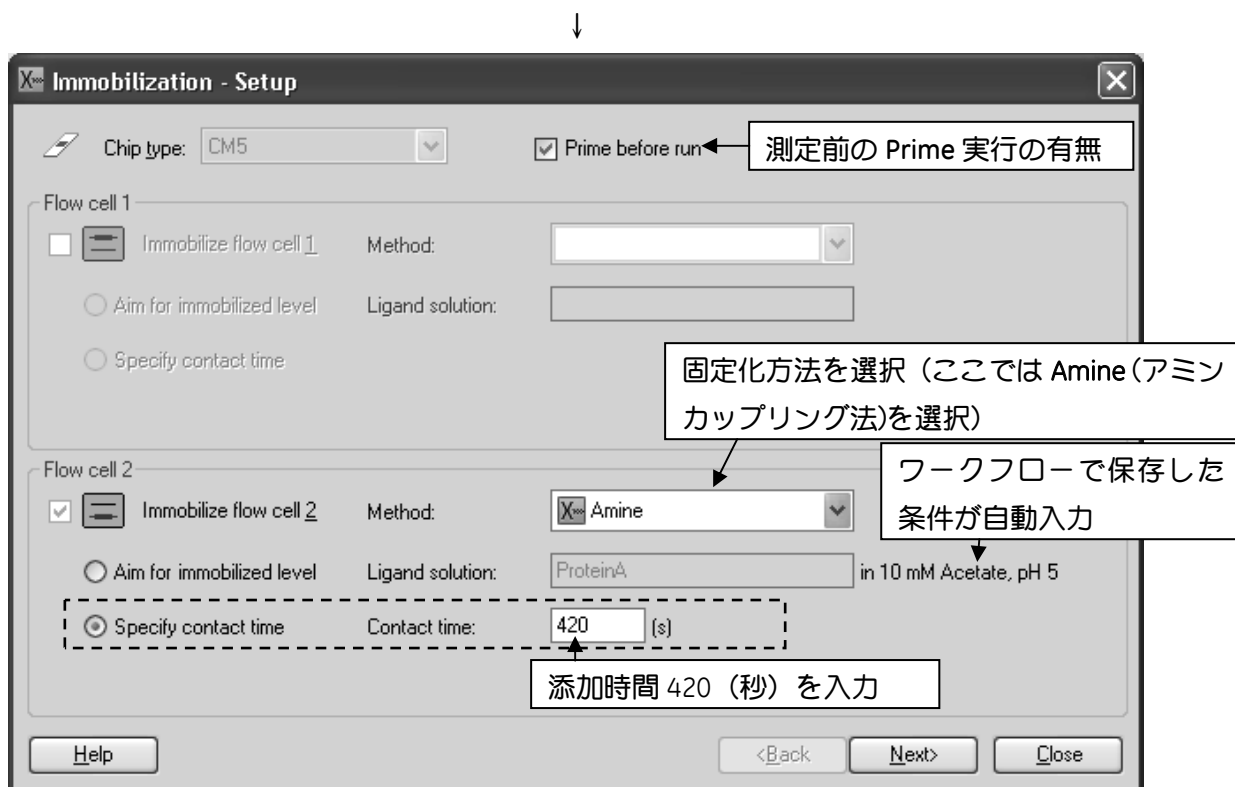 ↓
Immobilization - Setup
Chip type: CM5
Prime before run
測定前の Prime 実行の有無
Flow cell 1
Immobilize flow cell 1 Method:
Aim for immobilized level Ligand solution:
Specify contact time
固定化方法を選択（ここでは Amine（アミン
カップリング法)を選択）
Flow cell 2
ワークフローで保存した
条件が自動入力
Immobilize flow cell 2 Method: Amine
Aim for immobilized level Ligand solution: ProteinA in 10 mM Acetate, pH 5
Specify contact time Contact time: 420 (s)
添加時間 420（秒）を入力
Help <Back Next> Close